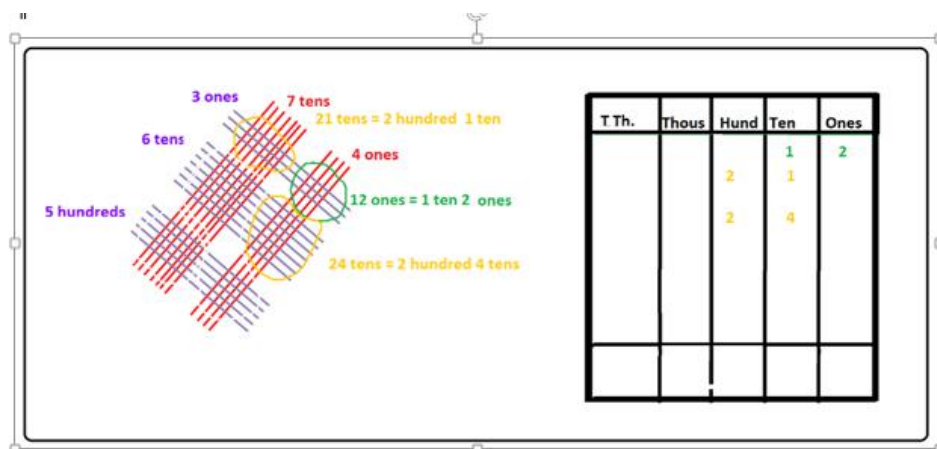 3 ones
7 tens
21 tens = 2 hundred 1 ten
6 tens
4 ones
12 ones = 1 ten 2 ones
5 hundreds
24 tens = 2 hundred 4 tens
T Th. Thous Hund Ten Ones
1 2
2 1
2 4